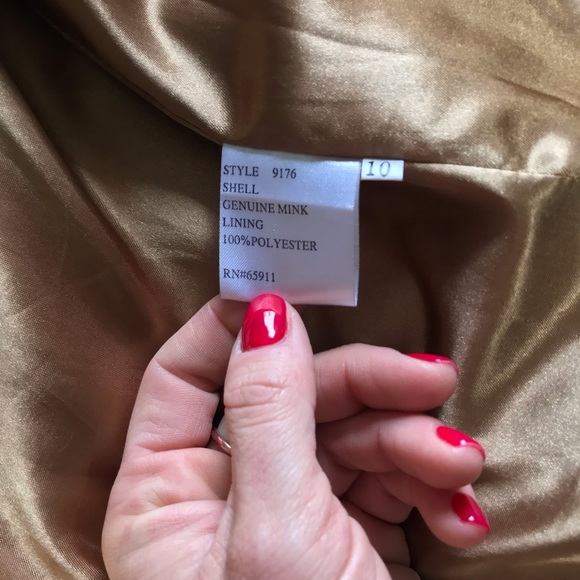 STYLE 9176
10
SHELL
GENUINE MINK
LINING
100%POLYESTER
RN#65911